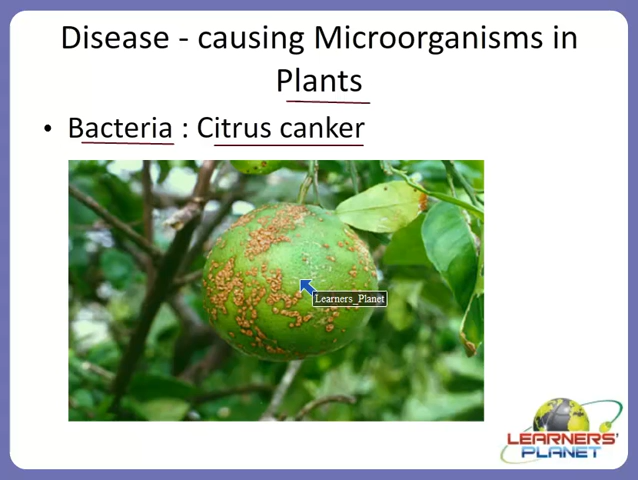 Disease - causing Microorganisms in
Plants
• Bacteria : Citrus canker
Learners_Planet
LEARNERS'
PLANET